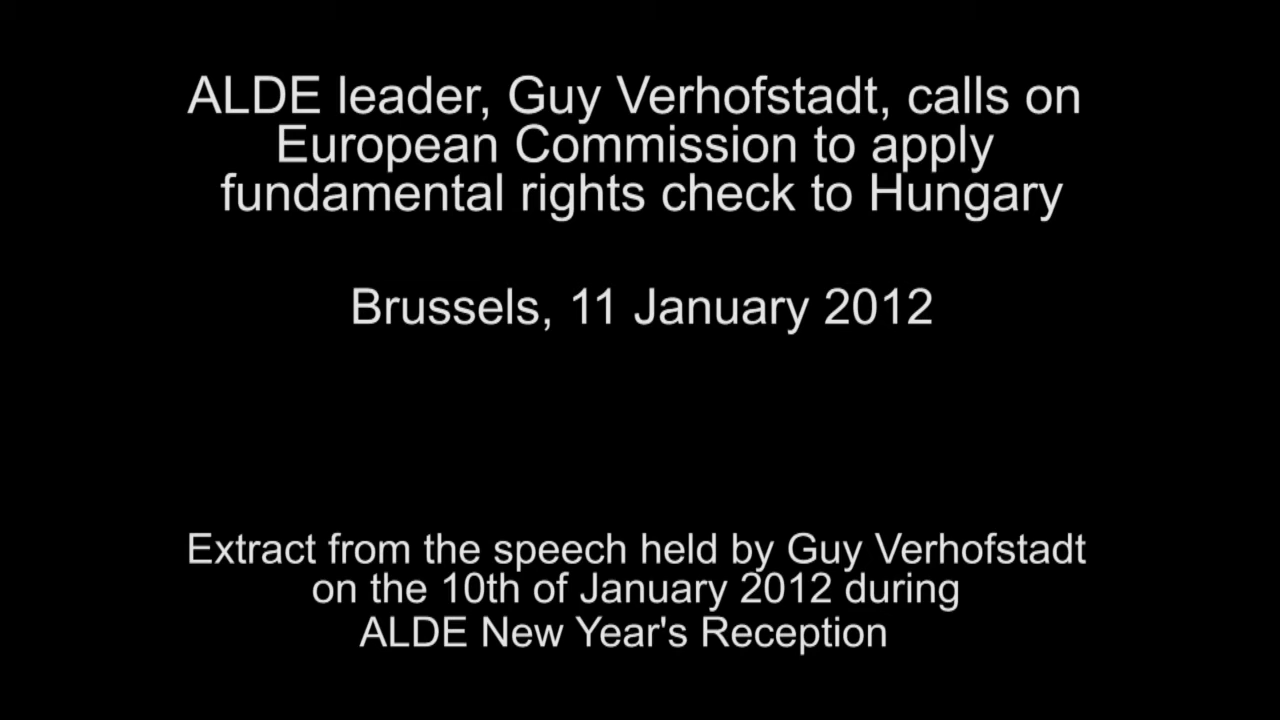 ALDE leader, Guy Verhofstadt, calls on
European Commission to apply
fundamental rights check to Hungary
Brussels, 11 January 2012
Extract from the speech held by Guy Verhofstadt
on the 10th of January 2012 during
ALDE New Year's Reception